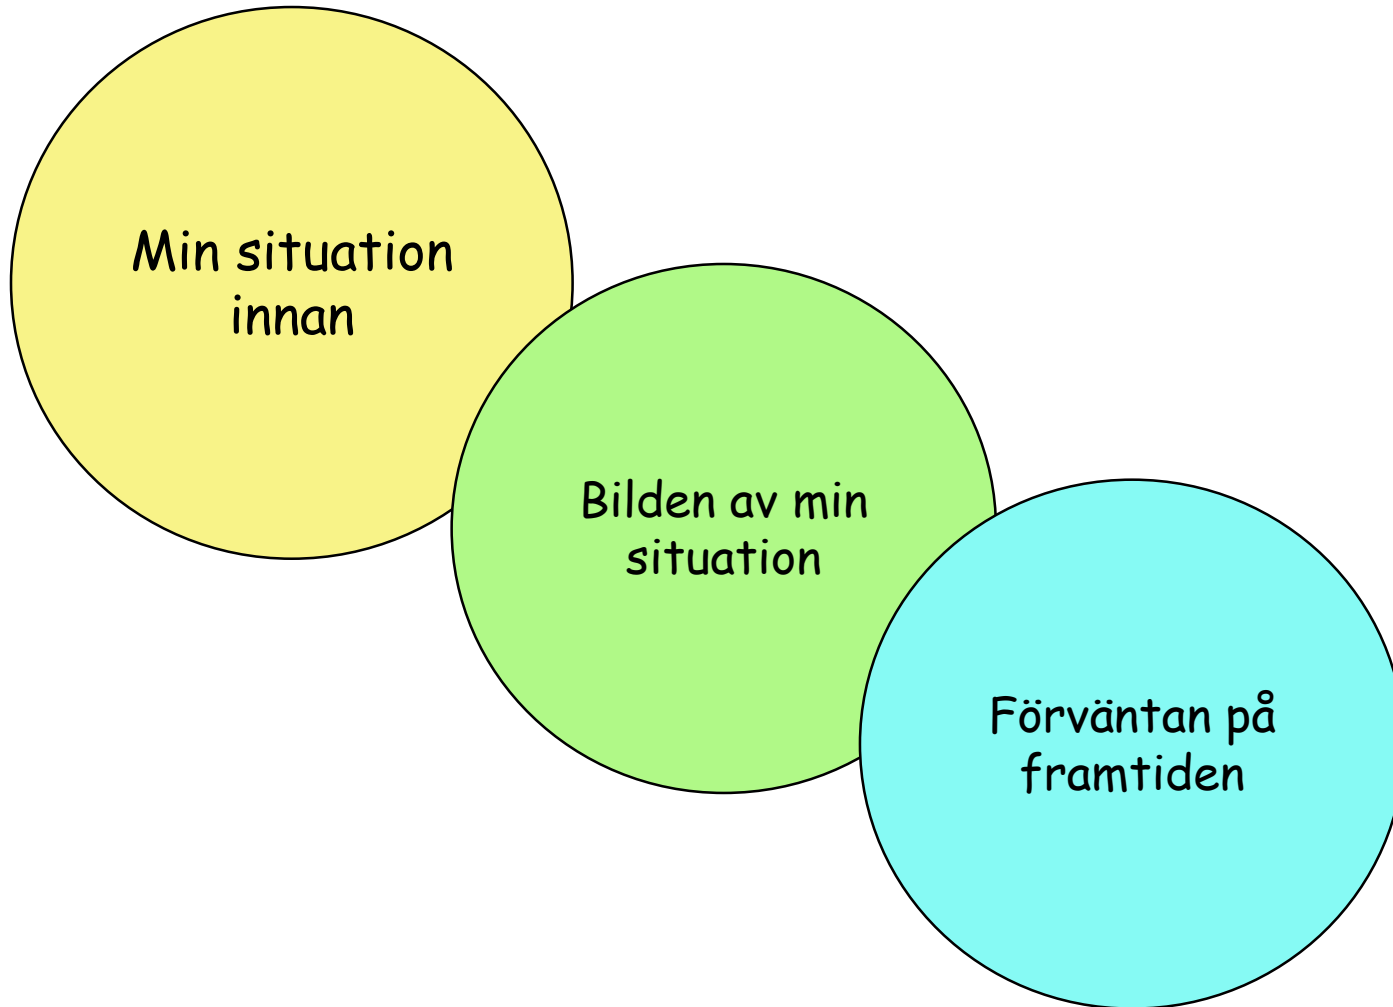 Min situation
innan
Bilden av min
situation
Förväntan på
framtiden